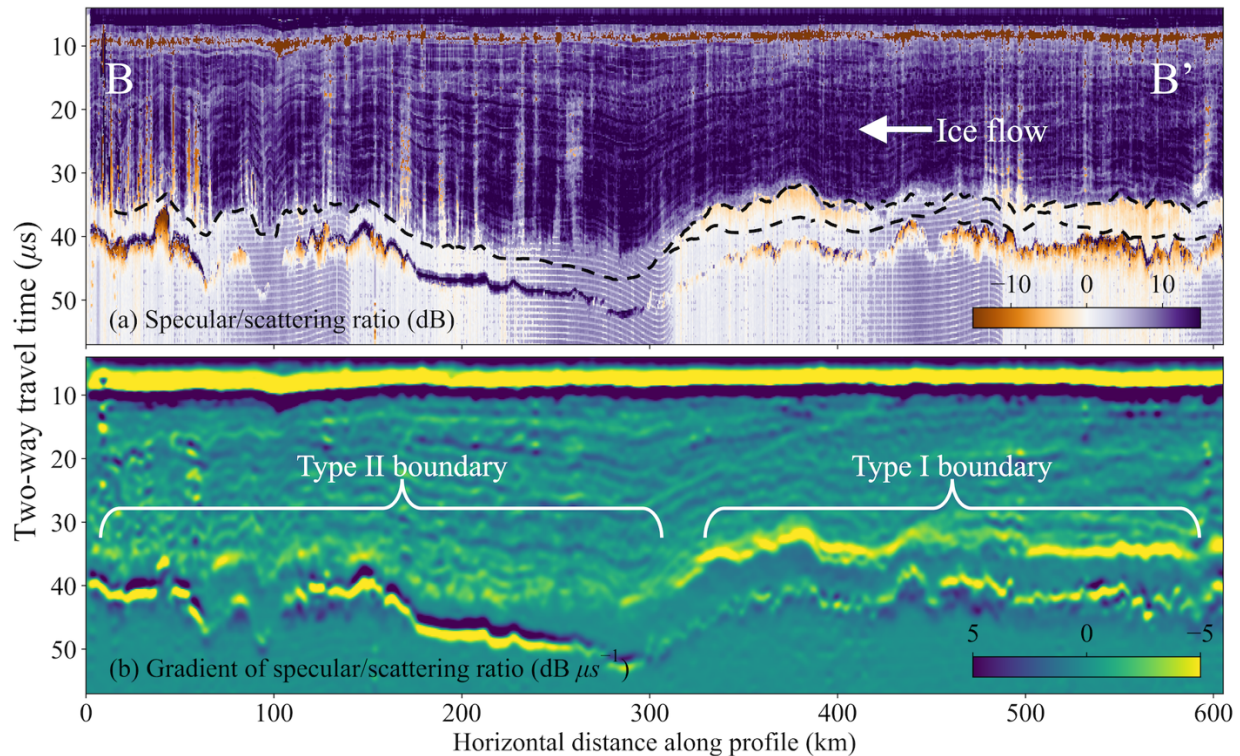 10
20
30
40
50
B
B’
Ice flow
−10 0 10
(a) Specular/scattering ratio (dB)
Two-way travel time (μs)
10
20
30
40
50
Type II boundary
Type I boundary
5 0 −5
(b) Gradient of specular/scattering ratio (dB μs⁻¹)
0 100 200 300 400 500 600
Horizontal distance along profile (km)